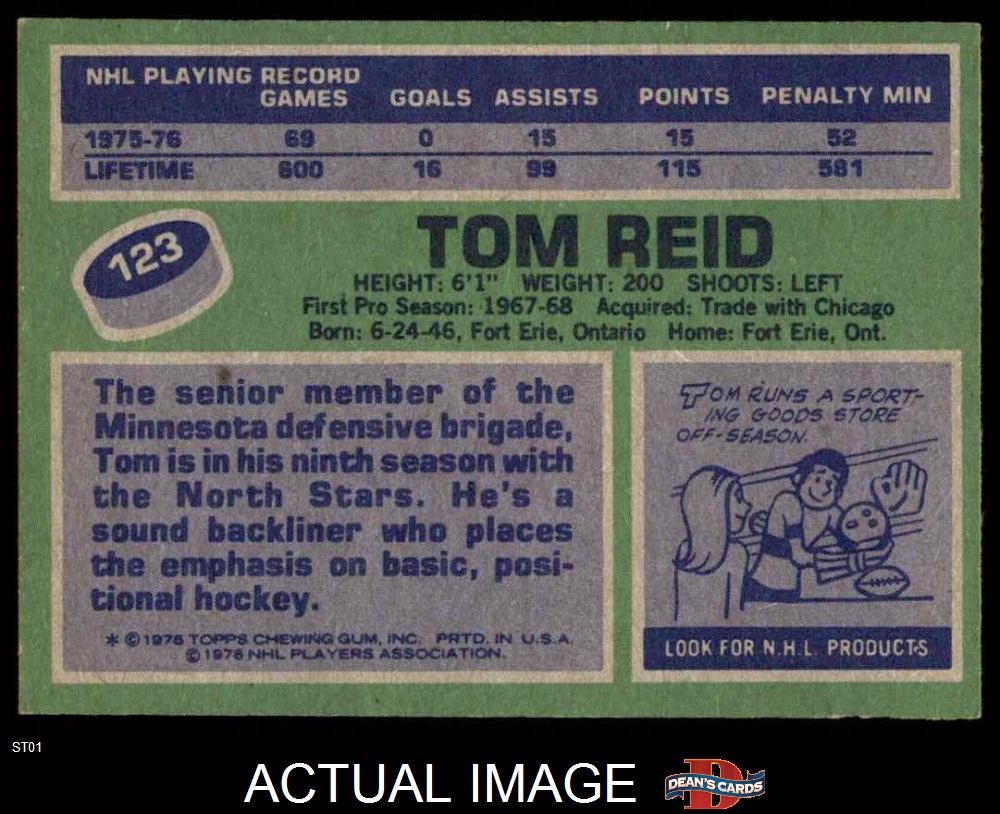 NHL PLAYING RECORD
GAMES GOALS ASSISTS POINTS PENALTY MIN
1975-76 69 0 15 15 52
LIFETIME 600 16 99 115 581
123
TOM REID
HEIGHT: 6'1" WEIGHT: 200 SHOOTS: LEFT
First Pro Season: 1967-68 Acquired: Trade with Chicago
Born: 6-24-46, Fort Erie, Ontario Home: Fort Erie, Ont.
The senior member of the
Minnesota defensive brigade,
Tom is in his ninth season with
the North Stars. He's a
sound backliner who places
the emphasis on basic, posi-
tional hockey.
* © 1976 TOPPS CHEWING GUM, INC. PRTD. IN U.S.A.
© 1976 NHL PLAYERS ASSOCIATION.
TOM RUNS A SPORT-
ING GOODS STORE
OFF-SEASON.
LOOK FOR N.H.L. PRODUCTS
ST01
ACTUAL IMAGE
DEAN'S CARDS